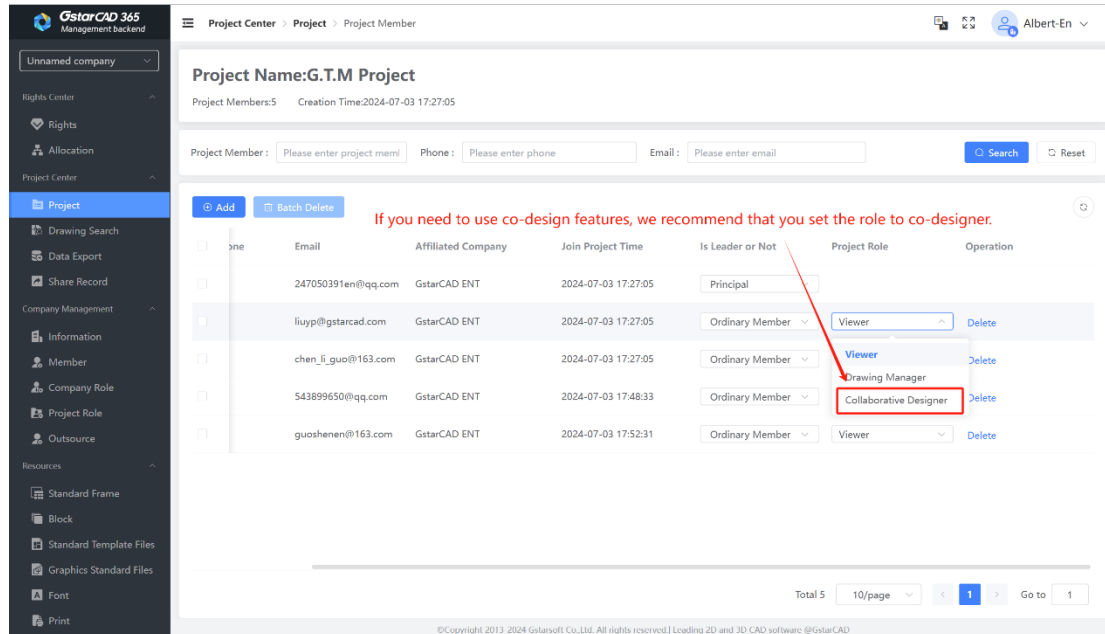 GstarCAD 365
Management backend
Project Center > Project > Project Member
Albert-En
Unnamed company
Rights Center
Rights
Allocation
Project Center
Project
Drawing Search
Data Export
Share Record
Company Management
Information
Member
Company Role
Project Role
Outsource
Resources
Standard Frame
Block
Standard Template Files
Graphics Standard Files
Font
Print
Project Name:G.T.M Project
Project Members:5 Creation Time:2024-07-03 17:27:05
Project Member : Please enter project meml Phone : Please enter phone Email : Please enter email Search Reset
Add Batch Delete
If you need to use co-design features, we recommend that you set the role to co-designer.
one Email Affiliated Company Join Project Time Is Leader or Not Project Role Operation
247050391en@qq.com GstarCAD ENT 2024-07-03 17:27:05 Principal
liuyp@gstarcad.com GstarCAD ENT 2024-07-03 17:27:05 Ordinary Member Viewer Delete
chen_li_guo@163.com GstarCAD ENT 2024-07-03 17:27:05 Ordinary Member Delete
543899650@qq.com GstarCAD ENT 2024-07-03 17:48:33 Ordinary Member Delete
guoshenen@163.com GstarCAD ENT 2024-07-03 17:52:31 Ordinary Member Viewer Delete
Viewer
Drawing Manager
Collaborative Designer
Total 5 10/page < 1 > Go to 1
©Copyright 2013-2024 Gstarsoft Co.,Ltd. All rights reserved.| Leading 2D and 3D CAD software @GstarCAD